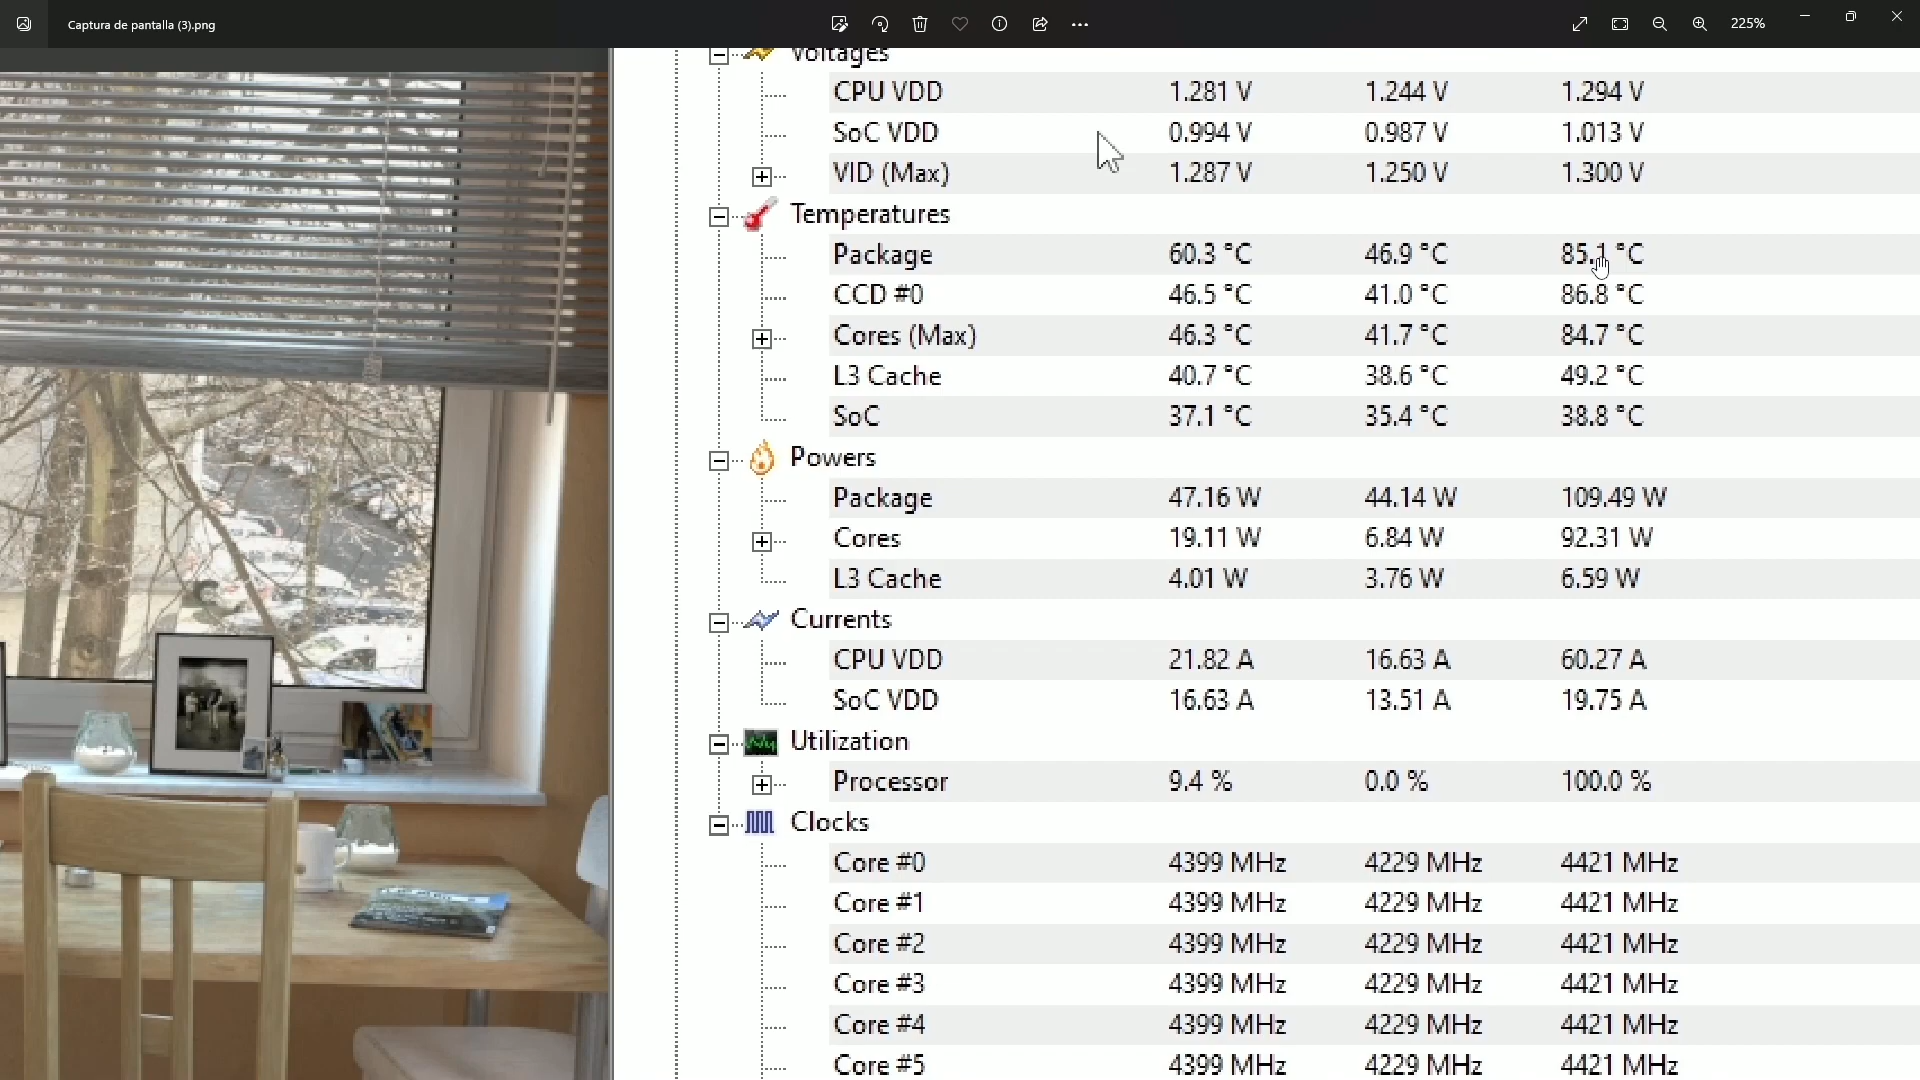 Captura de pantalla (3).png
225%
Voltages
CPU VDD 1.281 V 1.244 V 1.294 V
SoC VDD 0.994 V 0.987 V 1.013 V
VID (Max) 1.287 V 1.250 V 1.300 V
Temperatures
Package 60.3 °C 46.9 °C 85.1 °C
CCD #0 46.5 °C 41.0 °C 86.8 °C
Cores (Max) 46.3 °C 41.7 °C 84.7 °C
L3 Cache 40.7 °C 38.6 °C 49.2 °C
SoC 37.1 °C 35.4 °C 38.8 °C
Powers
Package 47.16 W 44.14 W 109.49 W
Cores 19.11 W 6.84 W 92.31 W
L3 Cache 4.01 W 3.76 W 6.59 W
Currents
CPU VDD 21.82 A 16.63 A 60.27 A
SoC VDD 16.63 A 13.51 A 19.75 A
Utilization
Processor 9.4 % 0.0 % 100.0 %
Clocks
Core #0 4399 MHz 4229 MHz 4421 MHz
Core #1 4399 MHz 4229 MHz 4421 MHz
Core #2 4399 MHz 4229 MHz 4421 MHz
Core #3 4399 MHz 4229 MHz 4421 MHz
Core #4 4399 MHz 4229 MHz 4421 MHz
Core #5 4399 MHz 4229 MHz 4421 MHz